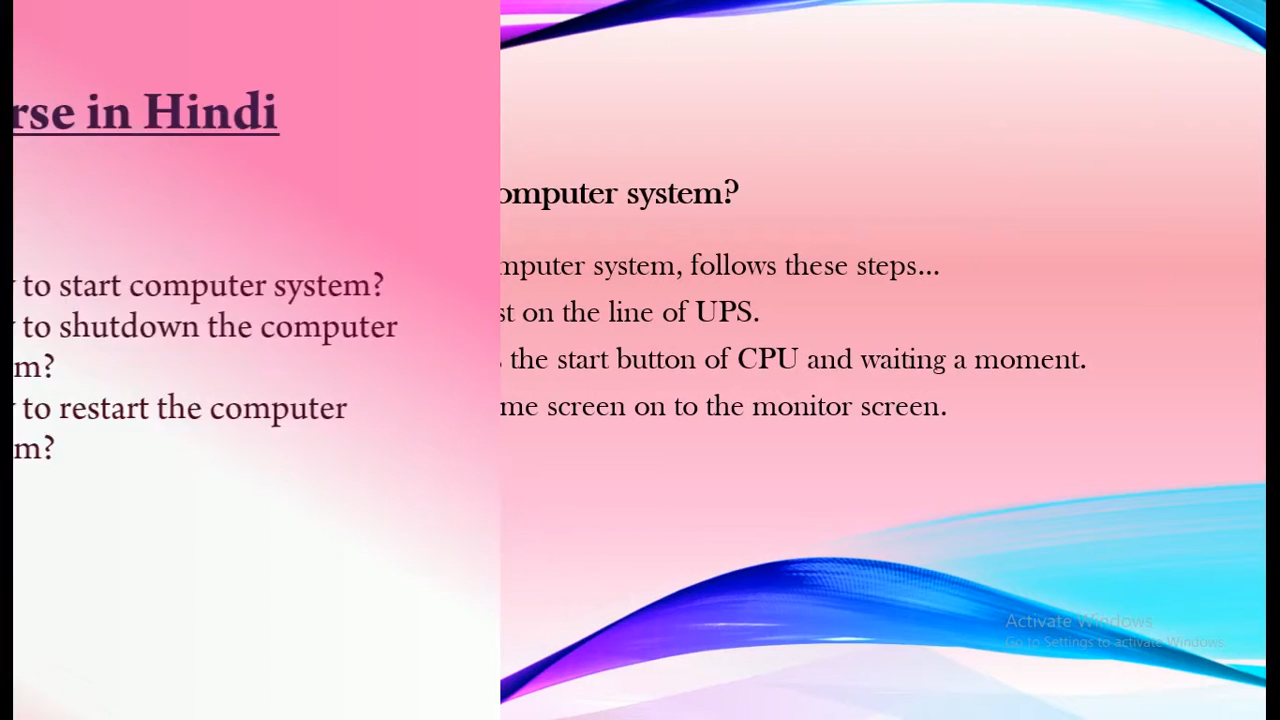 rse in Hindi
to start computer system?
to shutdown the computer
m?
to restart the computer
m?
omputer system?
mputer system, follows these steps...
st on the line of UPS.
the start button of CPU and waiting a moment.
me screen on to the monitor screen.
Activate Windows
Go to Settings to activate Windows